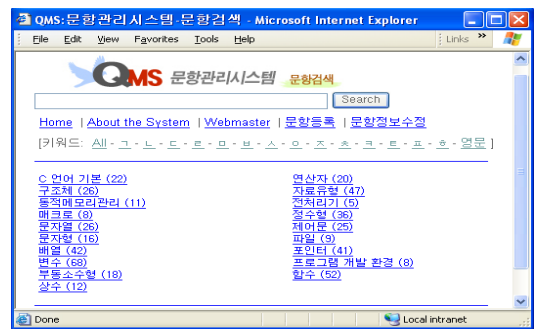 QMS:문항관리시스템-문항검색 - Microsoft Internet Explorer
File Edit View Favorites Tools Help Links »
QMS 문항관리시스템 문항검색
Search
Home | About the System | Webmaster | 문항등록 | 문항정보수정
[키워드: All - ㄱ - ㄴ - ㄷ - ㄹ - ㅁ - ㅂ - ㅅ - ㅇ - ㅈ - ㅊ - ㅋ - ㅌ - ㅍ - ㅎ - 영문 ]
C 언어 기본 (22) 연산자 (20)
구조체 (26) 자료유형 (47)
동적메모리관리 (11) 전처리기 (5)
매크로 (8) 정수형 (36)
문자열 (26) 제어문 (25)
문자형 (16) 파일 (9)
배열 (42) 포인터 (41)
변수 (68) 프로그램 개발 환경 (8)
부동소수형 (18) 함수 (52)
상수 (12)
Done Local intranet